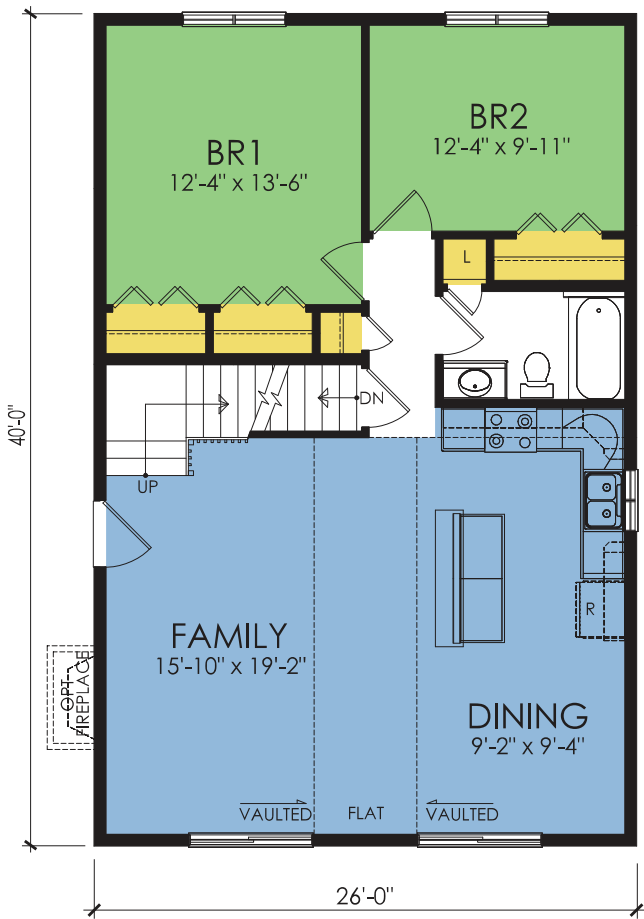 BR1
12'-4" x 13'-6"
BR2
12'-4" x 9'-11"
L
40'-0"
DN
UP
R
FAMILY
15'-10" x 19'-2"
OPT
FIREPLACE
DINING
9'-2" x 9'-4"
VAULTED
FLAT
VAULTED
26'-0"